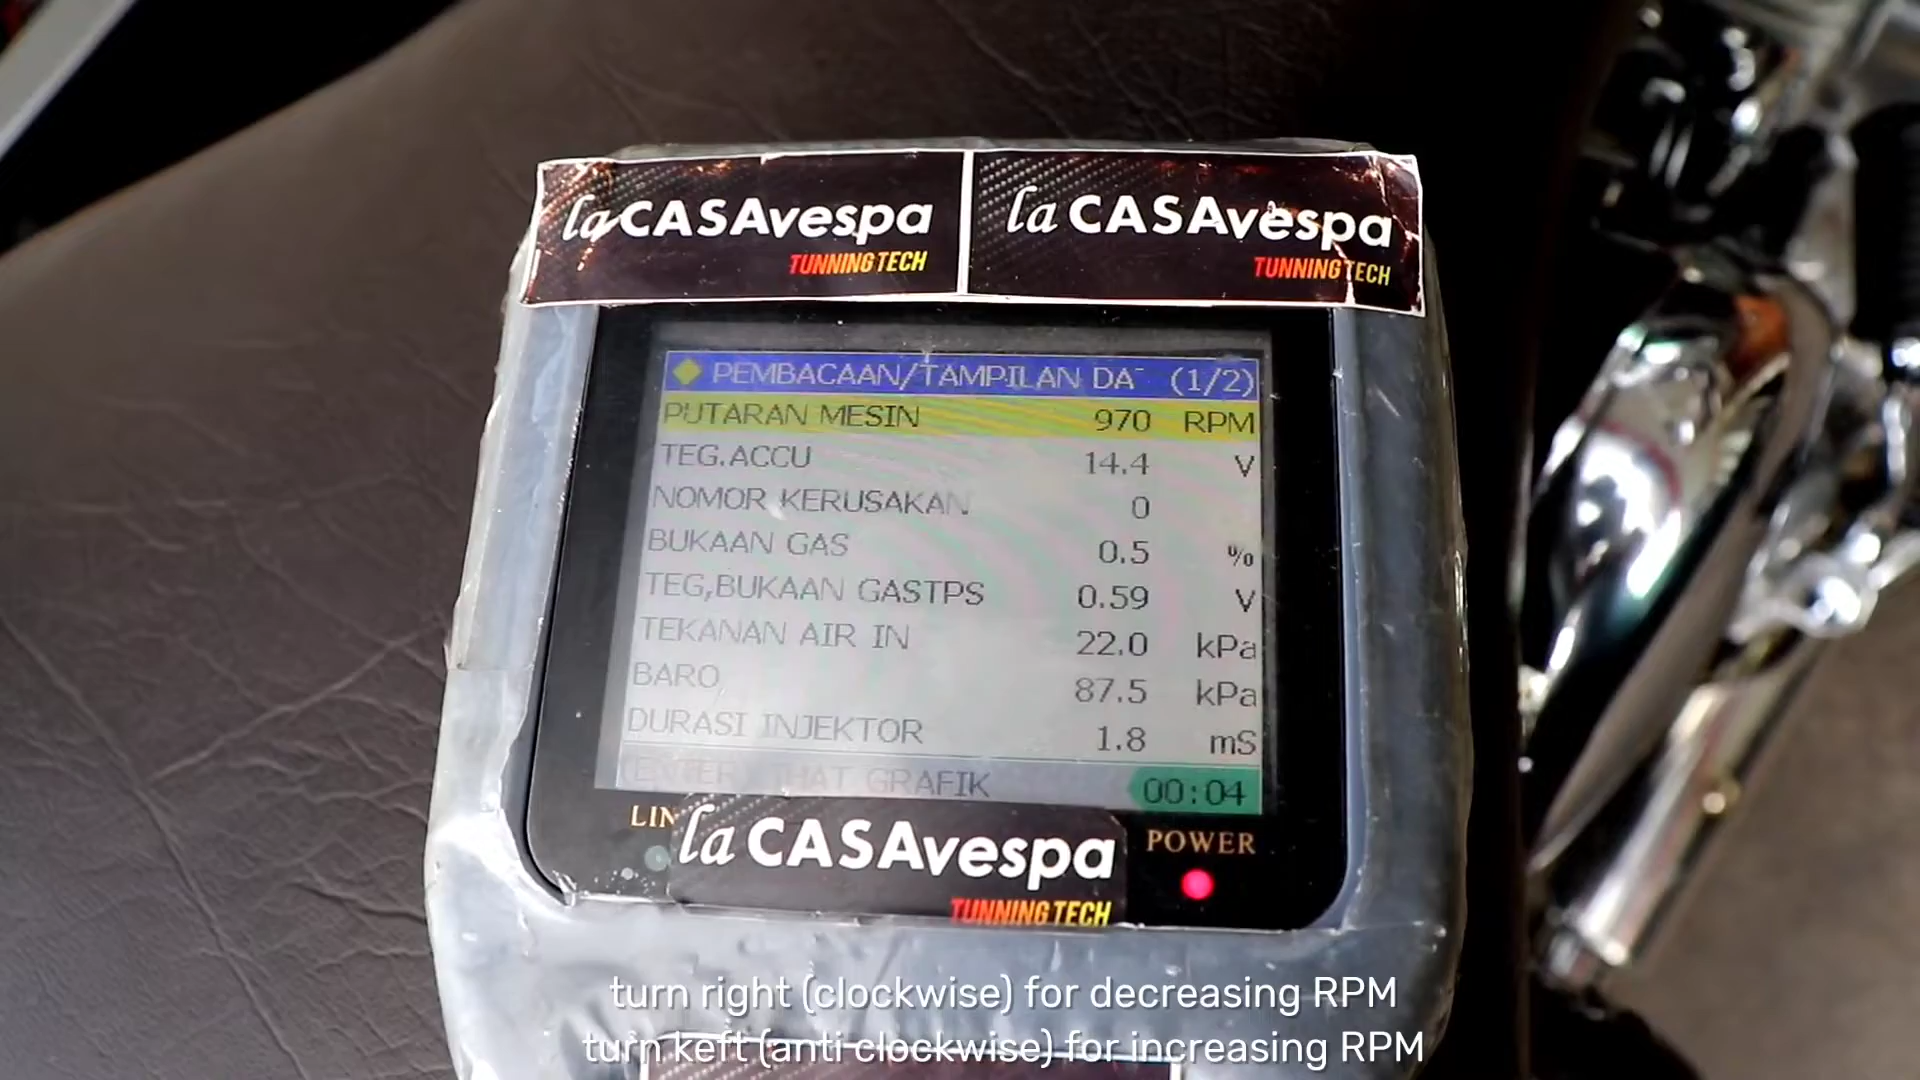 la CASAvespa
TUNNING TECH
la CASAvespa
TUNNING TECH
PEMBACAAN/TAMPILAN DA (1/2)
PUTARAN MESIN 970 RPM
TEG.ACCU 14.4 V
NOMOR KERUSAKAN 0
BUKAAN GAS 0.5 %
TEG,BUKAAN GASTPS 0.59 V
TEKANAN AIR IN 22.0 kPa
BARO 87.5 kPa
DURASI INJEKTOR 1.8 mS
GRAFIK 00:04
LIN
POWER
la CASAvespa
TUNNING TECH
turn right (clockwise) for decreasing RPM
turn keft (anti clockwise) for increasing RPM